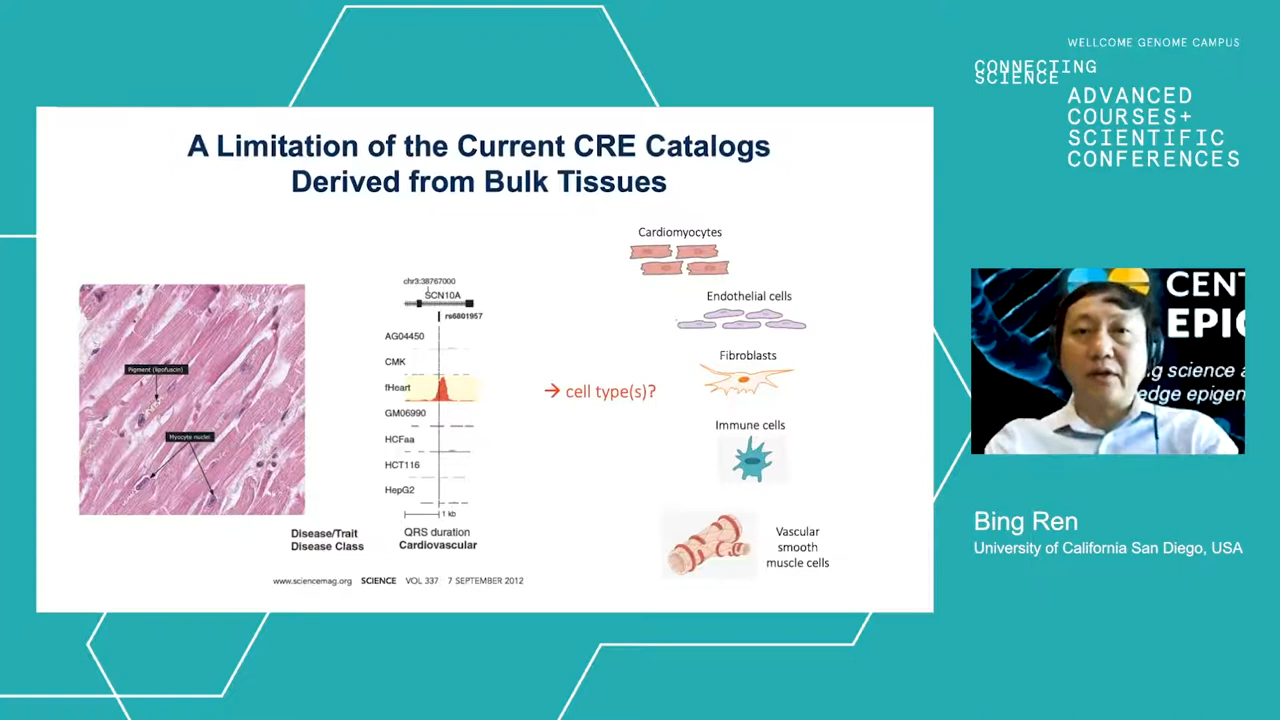 WELLCOME GENOME CAMPUS
CONNECTING
SCIENCE
ADVANCED
COURSES+
SCIENTIFIC
CONFERENCES
A Limitation of the Current CRE Catalogs
Derived from Bulk Tissues
Pigment (lipofuscin)
Myocyte nuclei
chr3:38767000
SCN10A
rs6801957
AG04450
CMK
fHeart
GM06990
HCFaa
HCT116
HepG2
1 kb
Disease/Trait
Disease Class
QRS duration
Cardiovascular
www.sciencemag.org SCIENCE VOL 337 7 SEPTEMBER 2012
→ cell type(s)?
Cardiomyocytes
Endothelial cells
Fibroblasts
Immune cells
Vascular
smooth
muscle cells
CENT
EPIG
g science a
edge epigen
Bing Ren
University of California San Diego, USA